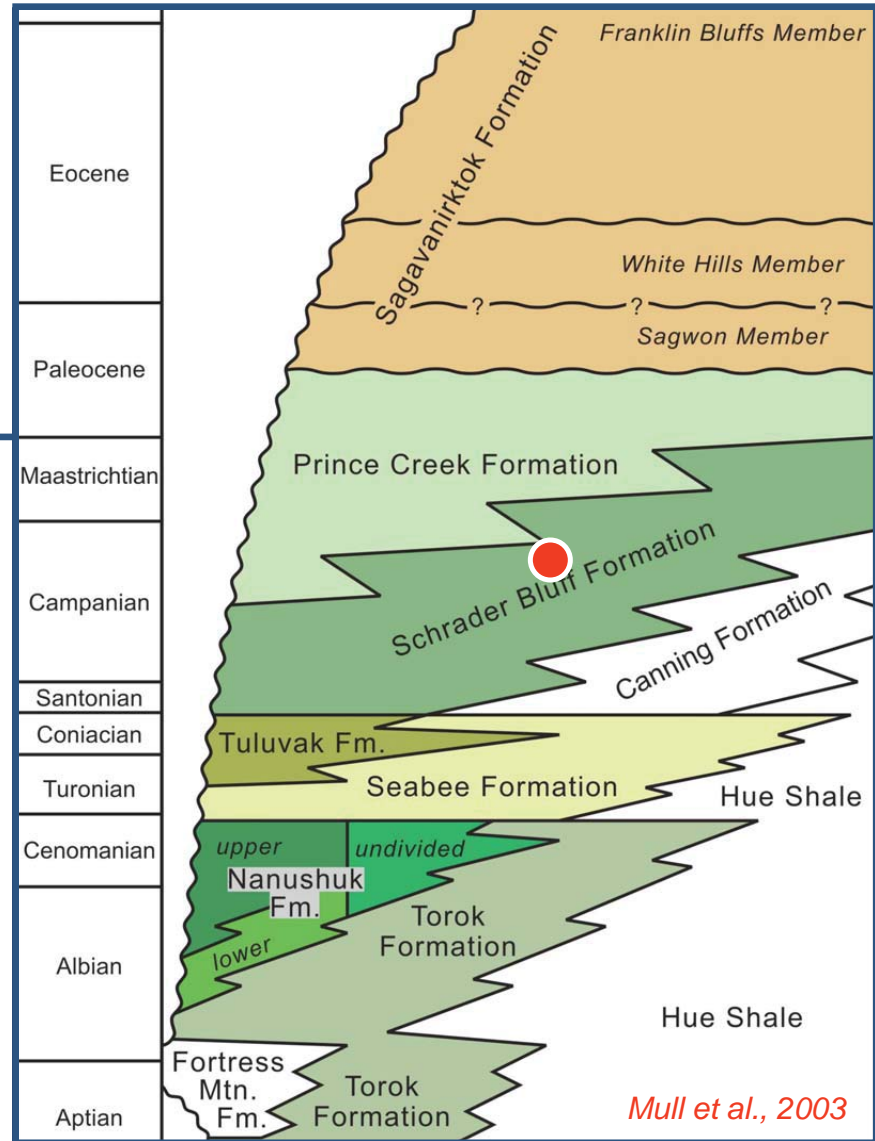 Eocene
Paleocene
Maastrichtian
Campanian
Santonian
Coniacian
Turonian
Cenomanian
Albian
Aptian
Franklin Bluffs Member
Sagavanirktok Formation
White Hills Member
? ? ?
Sagwon Member
Prince Creek Formation
Schrader Bluff Formation
Canning Formation
Tuluvak Fm.
Seabee Formation
Hue Shale
upper
undivided
Nanushuk
Fm.
lower
Torok
Formation
Hue Shale
Fortress
Mtn.
Fm.
Torok
Formation
Mull et al., 2003